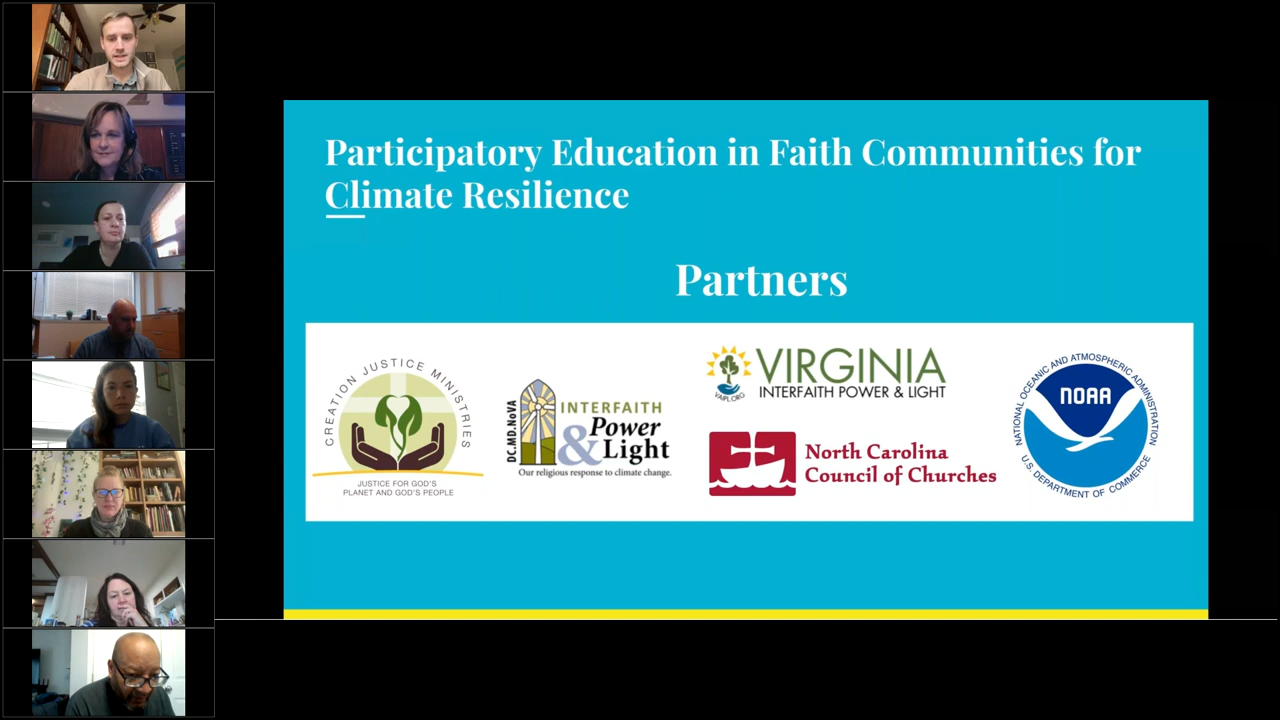 Participatory Education in Faith Communities for
Climate Resilience
Partners
CREATION JUSTICE MINISTRIES
JUSTICE FOR GOD'S
PLANET AND GOD'S PEOPLE
DC.MD.NoVA
INTERFAITH
Power
& Light
Our religious response to climate change.
VAIPL.ORG
VIRGINIA
INTERFAITH POWER & LIGHT
North Carolina
Council of Churches
NATIONAL OCEANIC AND ATMOSPHERIC ADMINISTRATION
NOAA
U.S. DEPARTMENT OF COMMERCE